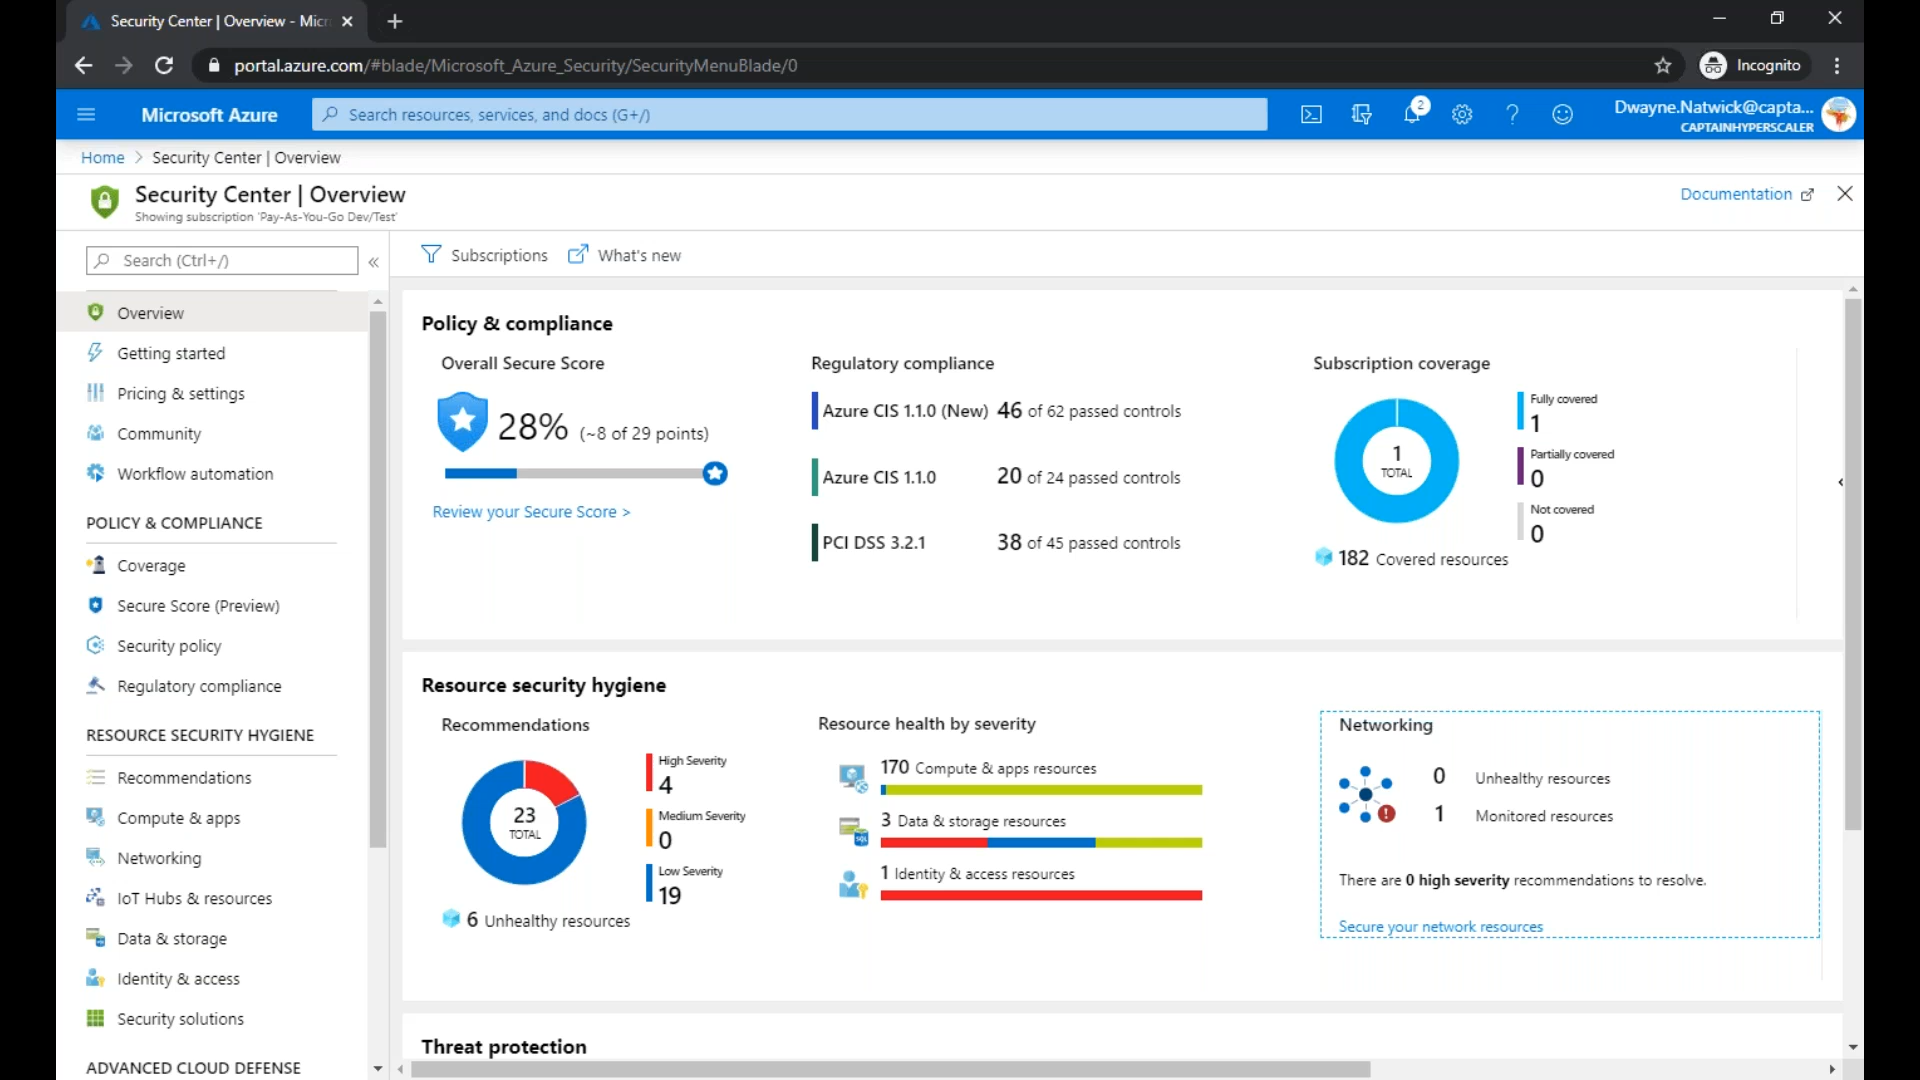 Security Center | Overview - Micr
portal.azure.com/#blade/Microsoft_Azure_Security/SecurityMenuBlade/0
Incognito
Microsoft Azure
Search resources, services, and docs (G+/)
2
Dwayne.Natwick@capta...
CAPTAINHYPERSCALER
Home > Security Center | Overview
Security Center | Overview
Showing subscription 'Pay-As-You-Go Dev/Test'
Documentation
Search (Ctrl+/)
«
Overview
Getting started
Pricing & settings
Community
Workflow automation
POLICY & COMPLIANCE
Coverage
Secure Score (Preview)
Security policy
Regulatory compliance
RESOURCE SECURITY HYGIENE
Recommendations
Compute & apps
Networking
IoT Hubs & resources
Data & storage
Identity & access
Security solutions
ADVANCED CLOUD DEFENSE
Subscriptions
What's new
Policy & compliance
Overall Secure Score
28% (~8 of 29 points)
Review your Secure Score >
Regulatory compliance
Azure CIS 1.1.0 (New) 46 of 62 passed controls
Azure CIS 1.1.0 20 of 24 passed controls
PCI DSS 3.2.1 38 of 45 passed controls
Subscription coverage
1
TOTAL
Fully covered
1
Partially covered
0
Not covered
0
182 Covered resources
Resource security hygiene
Recommendations
23
TOTAL
High Severity
4
Medium Severity
0
Low Severity
19
6 Unhealthy resources
Resource health by severity
170 Compute & apps resources
3 Data & storage resources
SQL
1 Identity & access resources
Networking
0 Unhealthy resources
1 Monitored resources
There are 0 high severity recommendations to resolve.
Secure your network resources
Threat protection